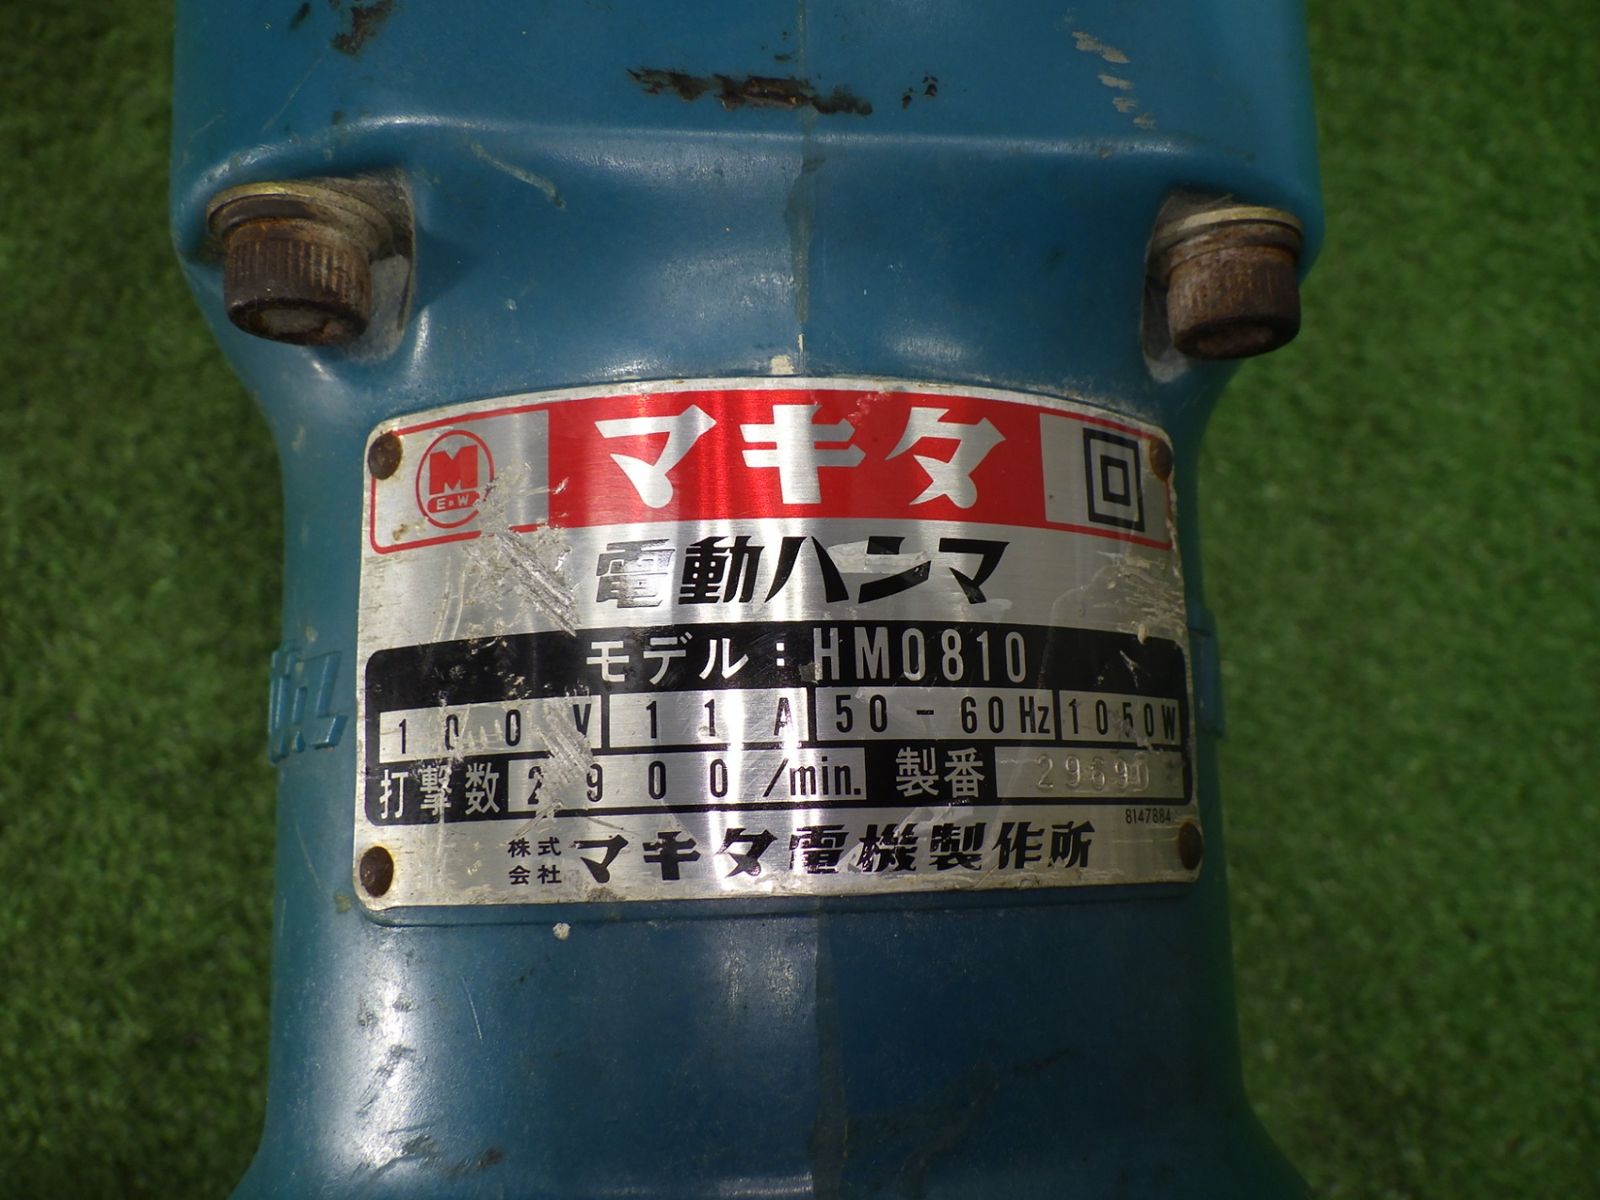 M
E·W
マキタ
電動ハンマ
モデル：HM0810
100V 11A 50-60Hz 1050W
打撃数 2900/min. 製番 29690
8147884
株式会社 マキタ電機製作所